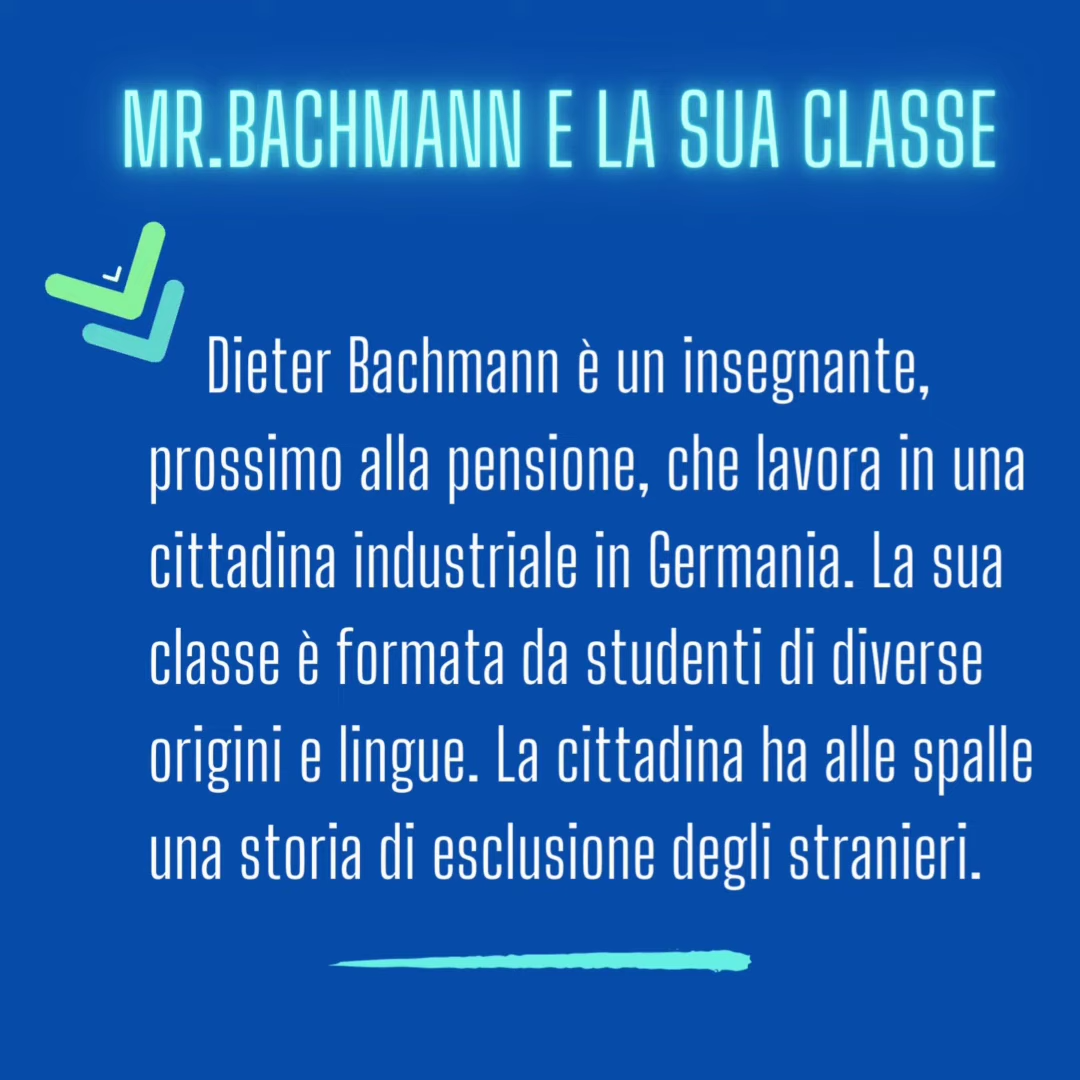 MR.BACHMANN E LA SUA CLASSE
Dieter Bachmann è un insegnante,
prossimo alla pensione, che lavora in una
cittadina industriale in Germania. La sua
classe è formata da studenti di diverse
origini e lingue. La cittadina ha alle spalle
una storia di esclusione degli stranieri.